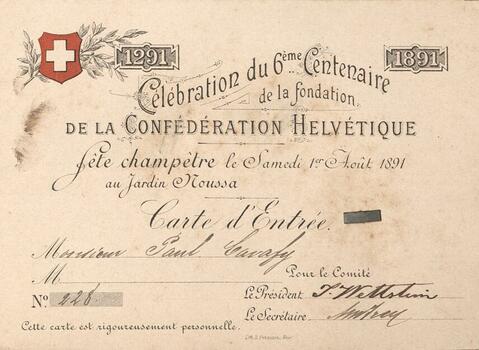 1291 1891
Célébration du 6ème Centenaire
de la fondation
DE LA CONFÉDÉRATION HELVÉTIQUE
fête champêtre le Samedi 1er Août 1891
au Jardin Noussa
Carte d'Entrée.
Monsieur Paul Cavafy
M
Pour le Comité
No 228
Le Président J. Wettstein
Le Secrétaire
Cette carte est rigoureusement personnelle.